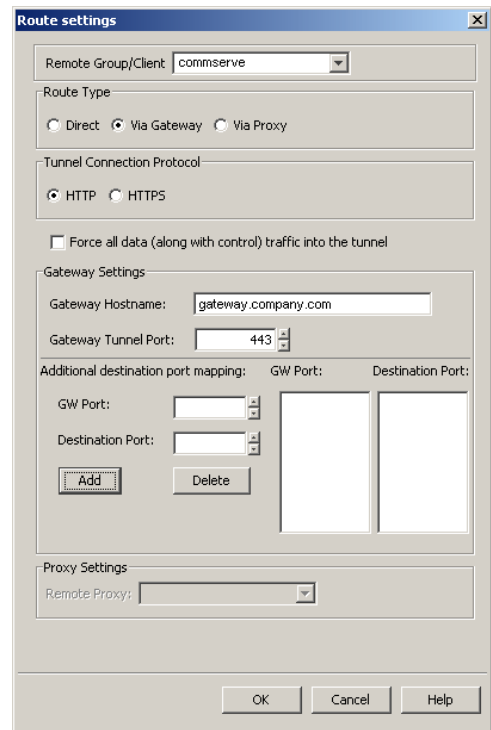 Route settings
Remote Group/Client commserve
Route Type
Direct Via Gateway Via Proxy
Tunnel Connection Protocol
HTTP HTTPS
Force all data (along with control) traffic into the tunnel
Gateway Settings
Gateway Hostname: gateway.company.com
Gateway Tunnel Port: 443
Additional destination port mapping: GW Port: Destination Port:
GW Port:
Destination Port:
Add Delete
Proxy Settings
Remote Proxy:
OK Cancel Help